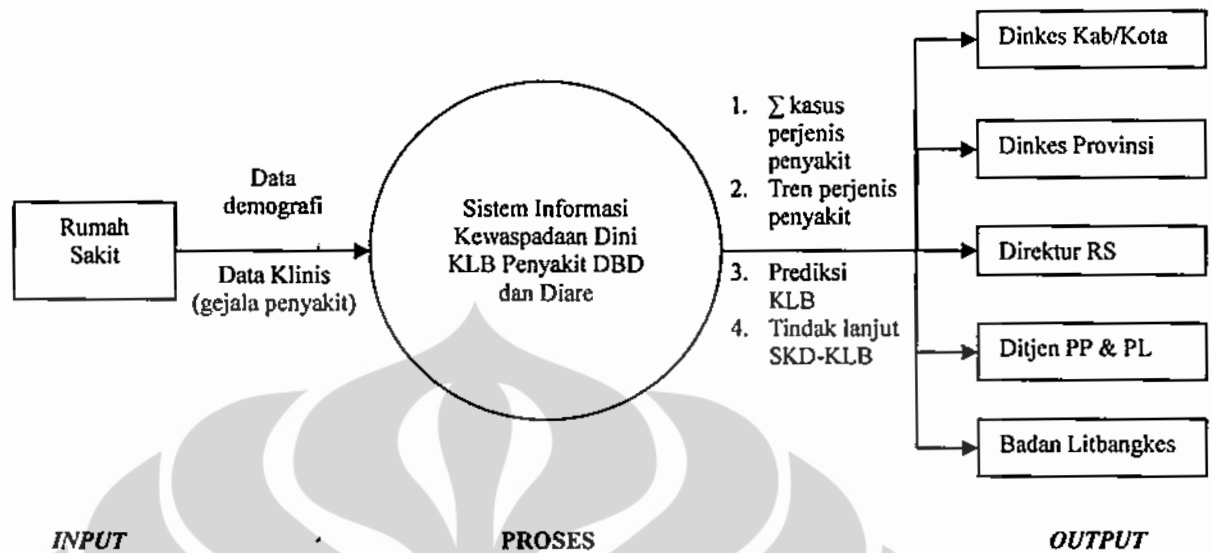 Rumah
Sakit
Data
demografi
Data Klinis
(gejala penyakit)
Sistem Informasi
Kewaspadaan Dini
KLB Penyakit DBD
dan Diare
1. ∑ kasus
perjenis
penyakit
2. Tren perjenis
penyakit
3. Prediksi
KLB
4. Tindak lanjut
SKD-KLB
Dinkes Kab/Kota
Dinkes Provinsi
Direktur RS
Ditjen PP & PL
Badan Litbangkes
INPUT
PROSES
OUTPUT